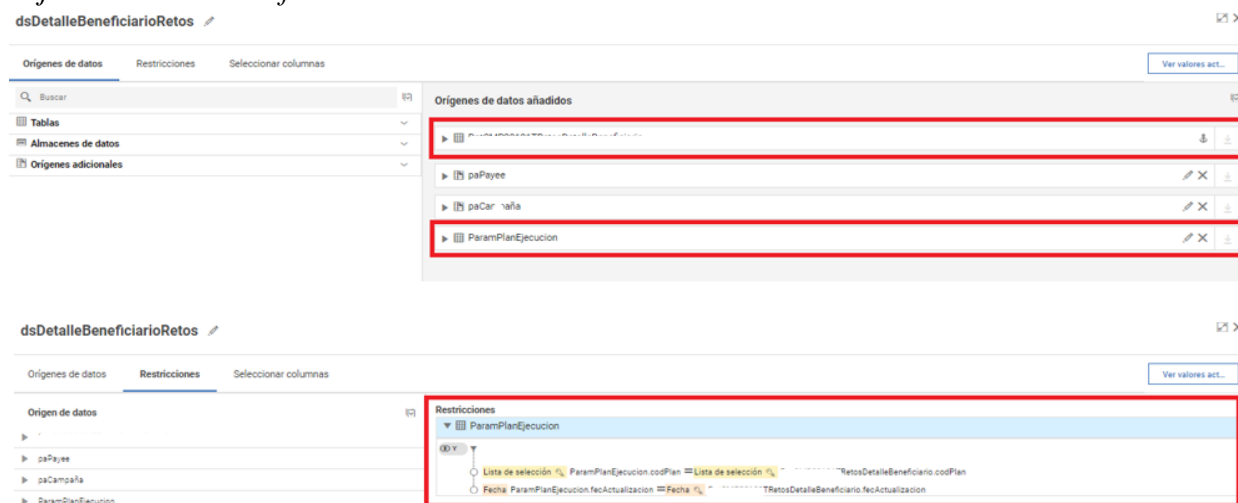 dsDetalleBeneficiarioRetos
Orígenes de datos Restricciones Seleccionar columnas Ver valores act...
Buscar
Tablas
Almacenes de datos
Orígenes adicionales
Orígenes de datos añadidos
paPayee
ParamPlanEjecucion
dsDetalleBeneficiarioRetos
Orígenes de datos Restricciones Seleccionar columnas Ver valores act...
Origen de datos
paPayee
paCampaña
ParamPlanEjecucion
Restricciones
ParamPlanEjecucion
Y
Lista de selección ParamPlanEjecucion.codPlan = Lista de selección TRetosDetalleBeneficiario.codPlan
Fecha ParamPlanEjecucion.fecActualizacion = Fecha TRetosDetalleBeneficiario.fecActualizacion